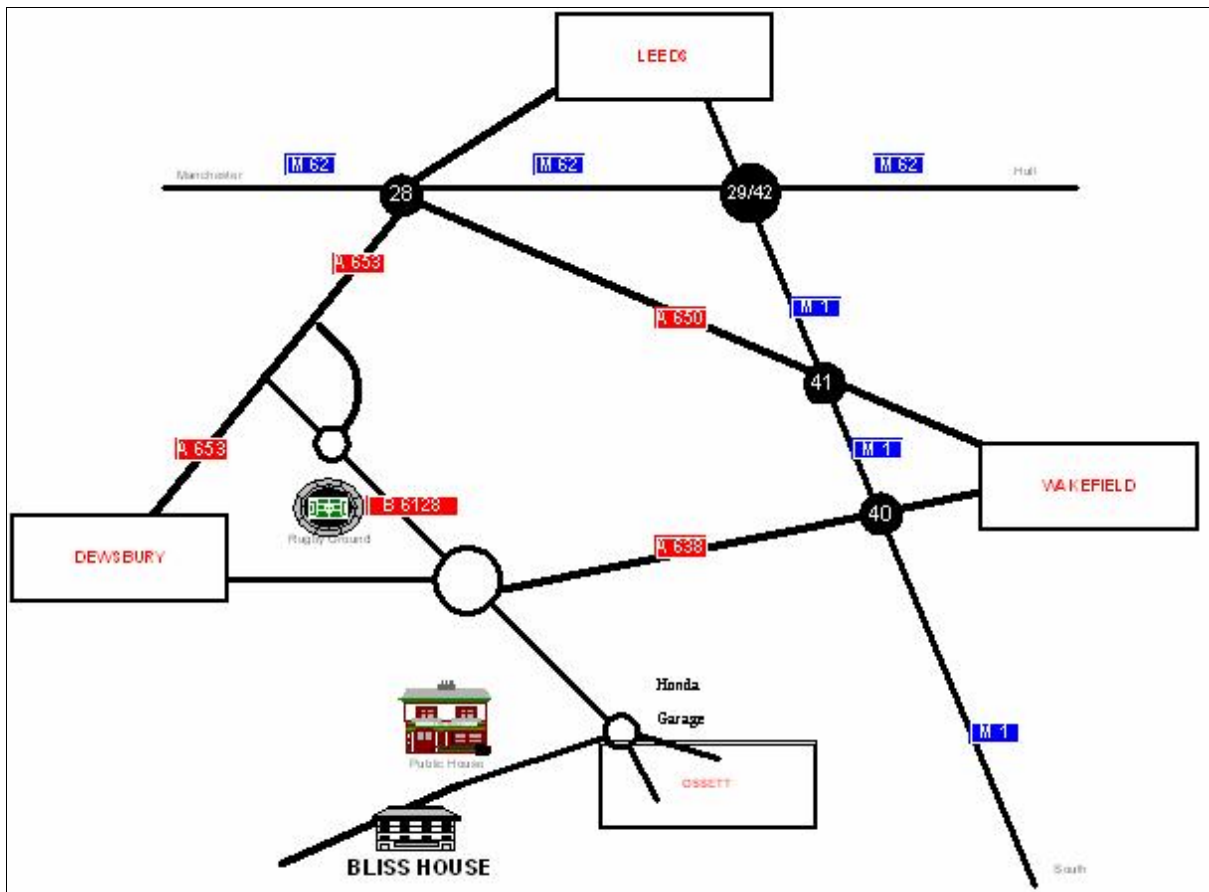 LEEDS
M 62
M 62
M 62
Manchester
Hull
28
29/42
A 653
M 1
A 650
41
A 653
M 1
WAKEFIELD
B 6128
40
Rugby Ground
DEWSBURY
A 638
Honda
Garage
M 1
Public House
OSSETT
BLISS HOUSE
South